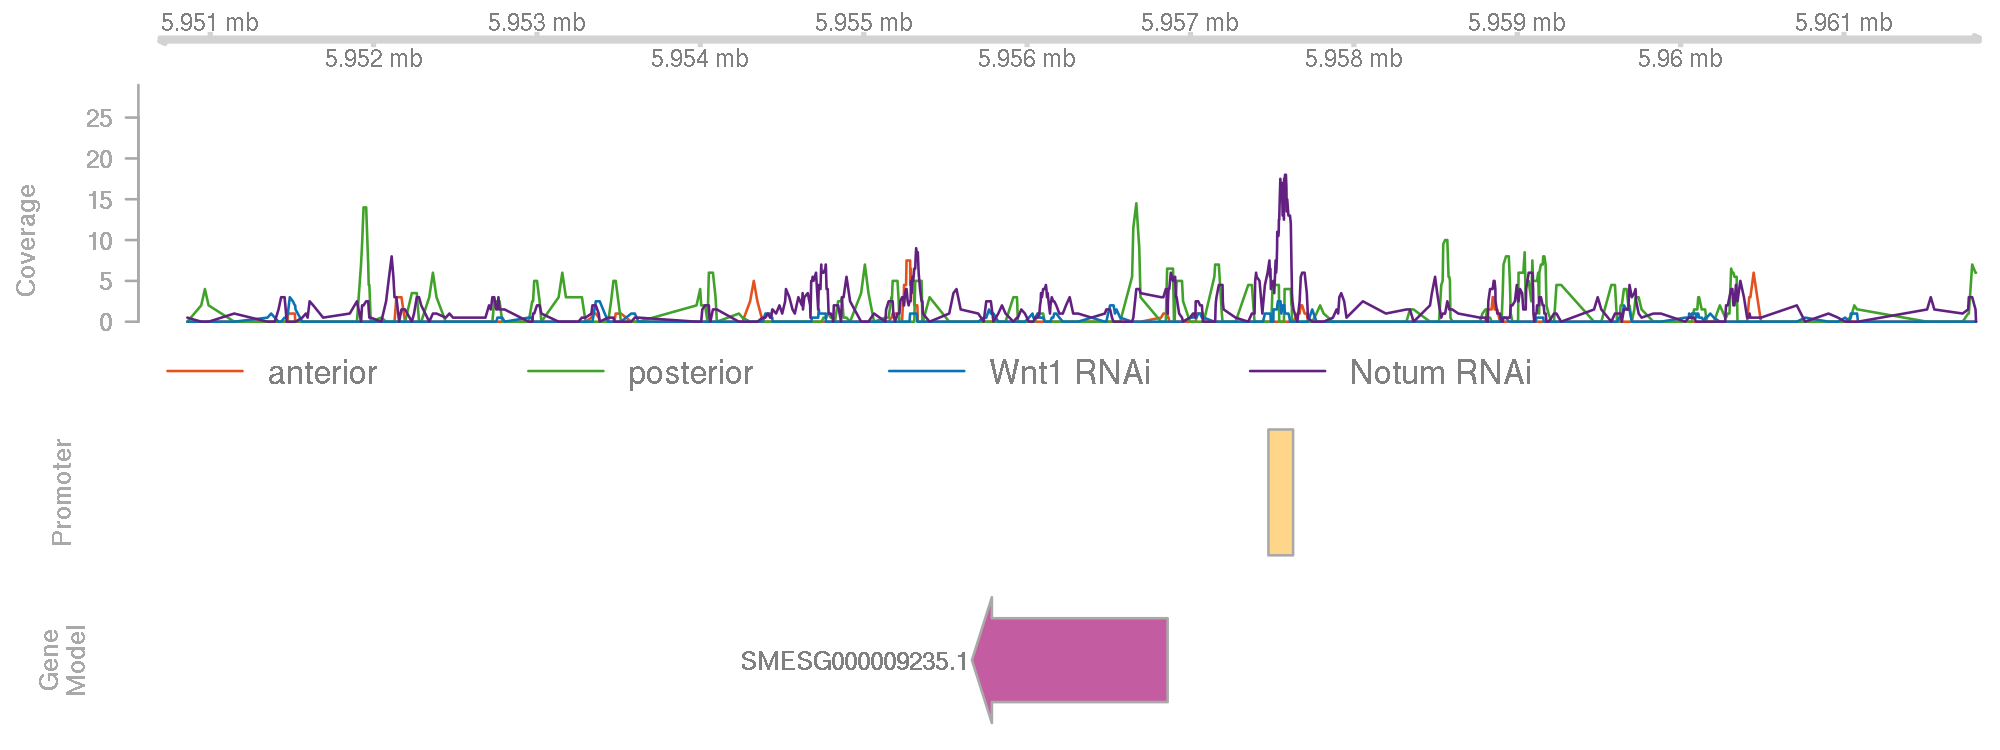 5.951 mb 5.953 mb 5.955 mb 5.957 mb 5.959 mb 5.961 mb
5.952 mb 5.954 mb 5.956 mb 5.958 mb 5.96 mb
Coverage
25
20
15
10
5
0
anterior posterior Wnt1 RNAi Notum RNAi
Promoter
Gene
Model
SMESG000009235.1